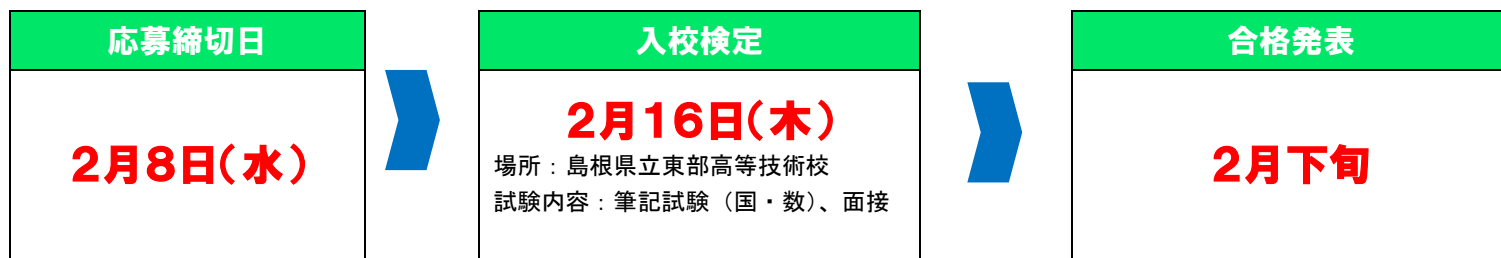 応募締切日
2月8日(水)
入校検定
2月16日(木)
場所：島根県立東部高等技術校
試験内容：筆記試験（国・数）、面接
合格発表
2月下旬